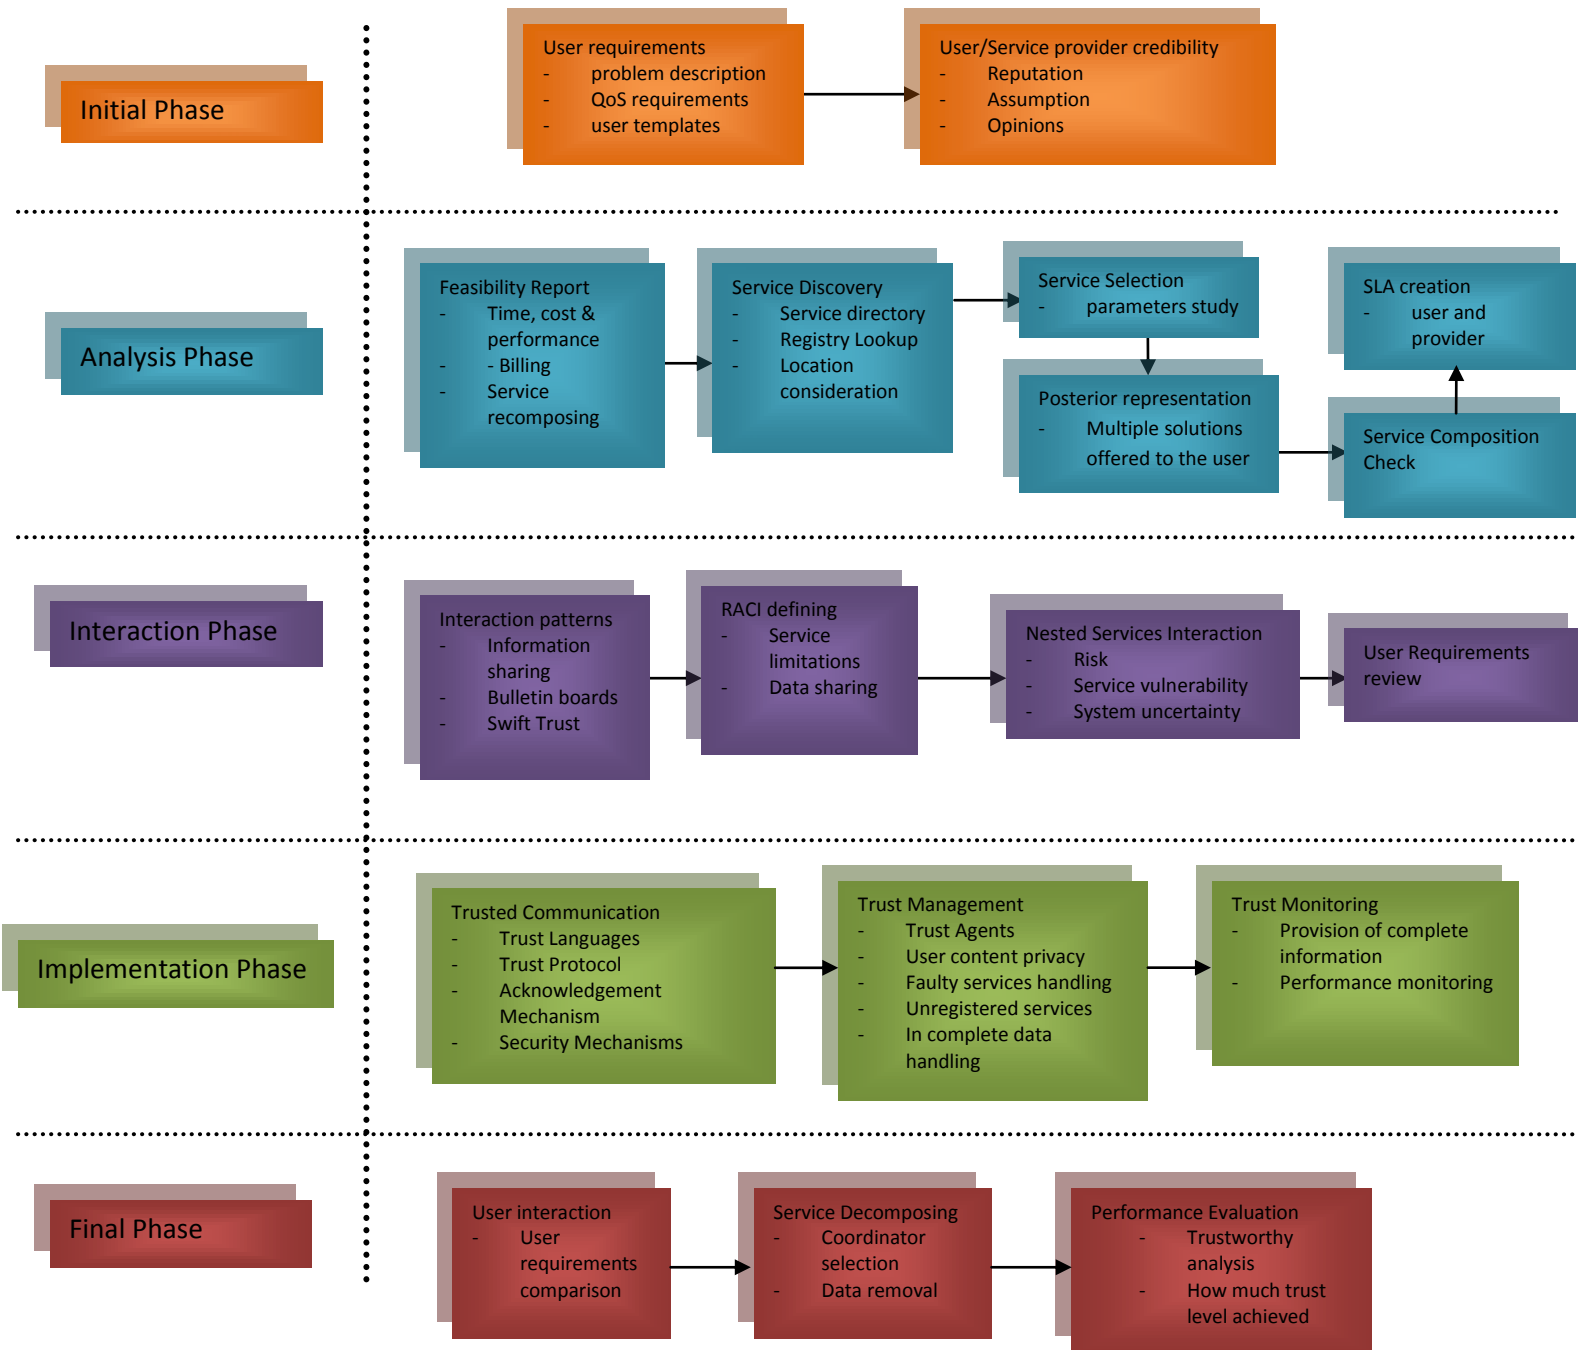 Initial Phase
User requirements
- problem description
- QoS requirements
- user templates
User/Service provider credibility
- Reputation
- Assumption
- Opinions
Analysis Phase
Feasibility Report
- Time, cost &
performance
- - Billing
- Service
recomposing
Service Discovery
- Service directory
- Registry Lookup
- Location
consideration
Service Selection
- parameters study
Posterior representation
- Multiple solutions
offered to the user
Service Composition
Check
SLA creation
- user and
provider
Interaction Phase
Interaction patterns
- Information
sharing
- Bulletin boards
- Swift Trust
RACI defining
- Service
limitations
- Data sharing
Nested Services Interaction
- Risk
- Service vulnerability
- System uncertainty
User Requirements
review
Implementation Phase
Trusted Communication
- Trust Languages
- Trust Protocol
- Acknowledgement
Mechanism
- Security Mechanisms
Trust Management
- Trust Agents
- User content privacy
- Faulty services handling
- Unregistered services
- In complete data
handling
Trust Monitoring
- Provision of complete
information
- Performance monitoring
Final Phase
User interaction
- User
requirements
comparison
Service Decomposing
- Coordinator
selection
- Data removal
Performance Evaluation
- Trustworthy
analysis
- How much trust
level achieved